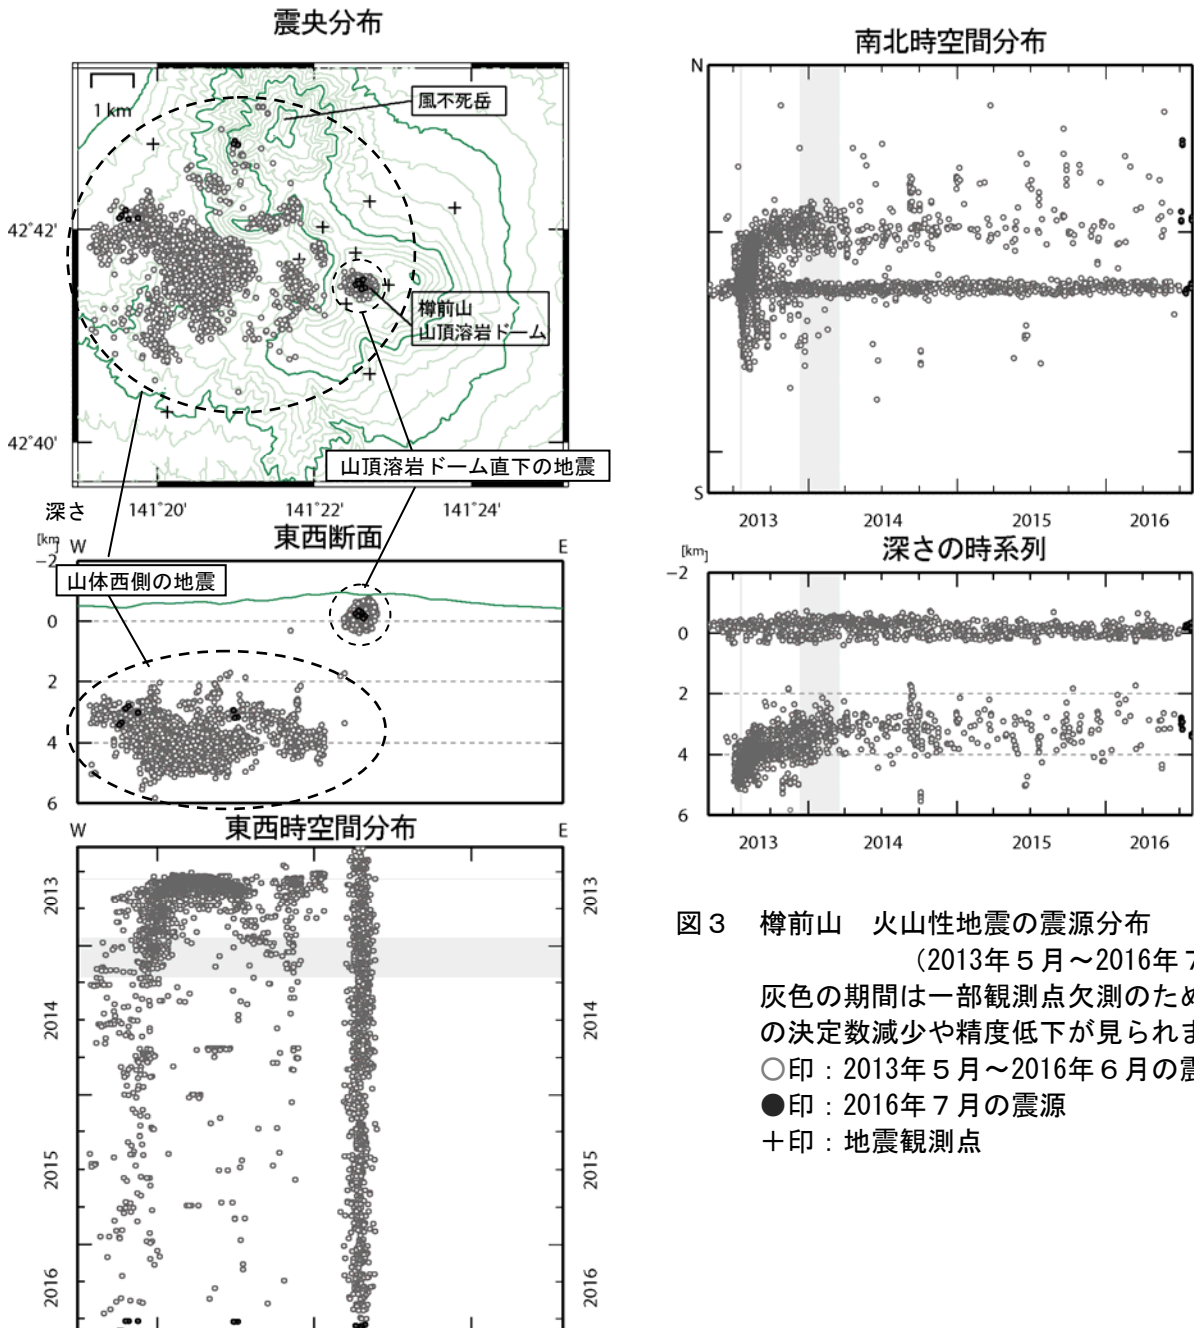 震央分布
1 km
風不死岳
42°42'
樽前山
山頂溶岩ドーム
42°40'
山頂溶岩ドーム直下の地震
141°20'
141°22'
141°24'
深さ
[km]
W
東西断面
E
-2
山体西側の地震
0
2
4
6
W
東西時空間分布
E
2013
2014
2015
2016
2013
2014
2015
2016
南北時空間分布
N
S
2013
2014
2015
2016
[km]
深さの時系列
-2
0
2
4
6
2013
2014
2015
2016
図3 樽前山 火山性地震の震源分布
(2013年5月~2016年7
灰色の期間は一部観測点欠測のため
の決定数減少や精度低下が見られま
○印:2013年5月~2016年6月の震
●印:2016年7月の震源
+印:地震観測点